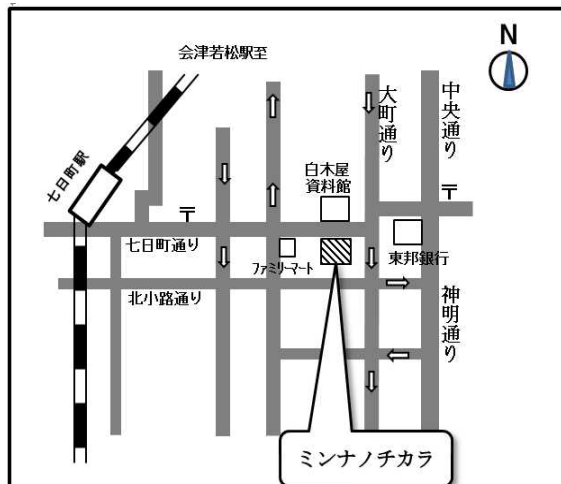 会津若松駅至
N
大町通り
中央通り
七日町駅
白木屋
資料館
〒
〒
七日町通り
ファミリーマート
東邦銀行
北小路通り
神明通り
ミンナノチカラ